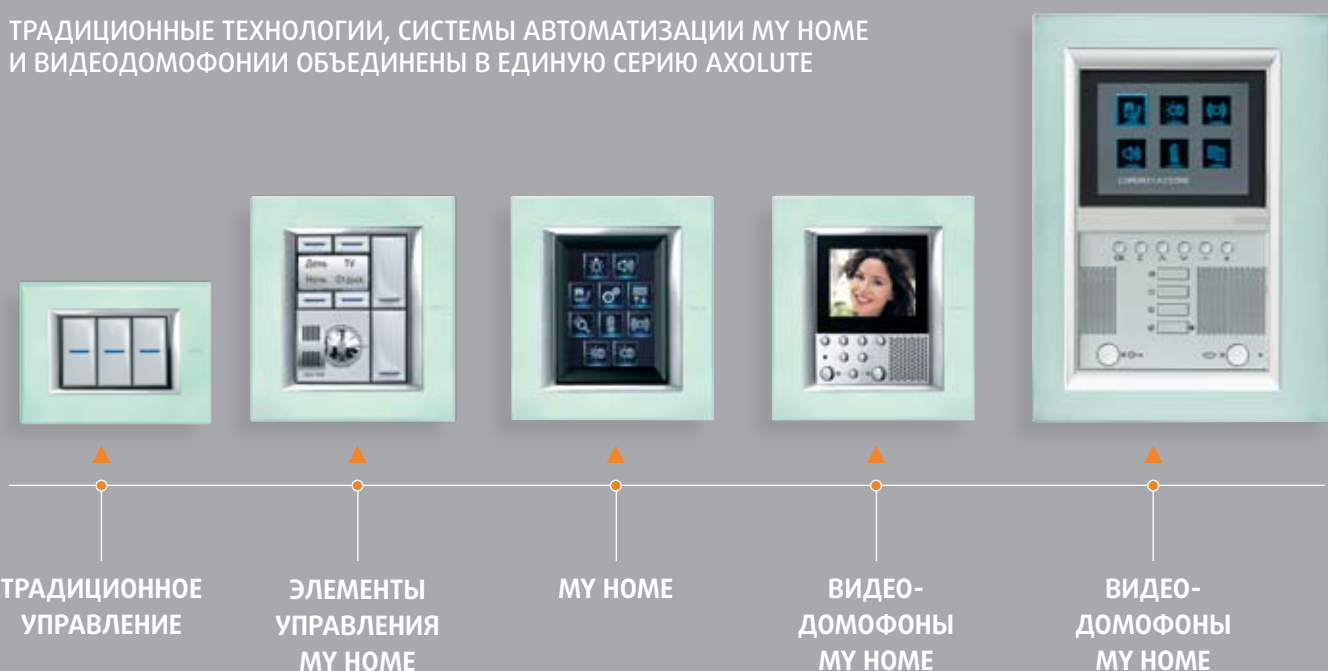 ТРАДИЦИОННЫЕ ТЕХНОЛОГИИ, СИСТЕМЫ АВТОМАТИЗАЦИИ MY HOME
И ВИДЕОДОМОФОНИИ ОБЪЕДИНЕНЫ В ЕДИНУЮ СЕРИЮ AXOLUTE
COMUNICAZIONE
День TV
Ночь Отдых
ТРАДИЦИОННОЕ
УПРАВЛЕНИЕ
ЭЛЕМЕНТЫ
УПРАВЛЕНИЯ
MY HOME
MY HOME
ВИДЕО-
ДОМОФОНЫ
MY HOME
ВИДЕО-
ДОМОФОНЫ
MY HOME